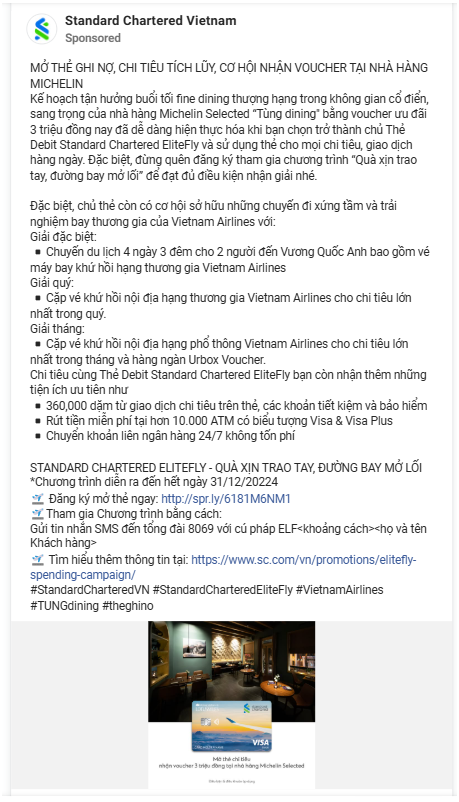 Standard Chartered Vietnam
Sponsored
MỞ THẺ GHI NỢ, CHI TIÊU TÍCH LŨY, CƠ HỘI NHẬN VOUCHER TẠI NHÀ HÀNG
MICHELIN
Kế hoạch tận hưởng buổi tối fine dining thượng hạng trong không gian cổ điển,
sang trọng của nhà hàng Michelin Selected “Tùng dining" bằng voucher ưu đãi
3 triệu đồng nay đã dễ dàng hiện thực hóa khi bạn chọn trở thành chủ Thẻ
Debit Standard Chartered EliteFly và sử dụng thẻ cho mọi chi tiêu, giao dịch
hàng ngày. Đặc biệt, đừng quên đăng ký tham gia chương trình “Quà xịn trao
tay, đường bay mở lối” để đạt đủ điều kiện nhận giải nhé.
Đặc biệt, chủ thẻ còn có cơ hội sở hữu những chuyến đi xứng tầm và trải
nghiệm bay thương gia của Vietnam Airlines với:
Giải đặc biệt:
▪ Chuyến du lịch 4 ngày 3 đêm cho 2 người đến Vương Quốc Anh bao gồm vé
máy bay khứ hồi hạng thương gia Vietnam Airlines
Giải quý:
▪ Cặp vé khứ hồi nội địa hạng thương gia Vietnam Airlines cho chi tiêu lớn
nhất trong quý.
Giải tháng:
▪ Cặp vé khứ hồi nội địa hạng phổ thông Vietnam Airlines cho chi tiêu lớn
nhất trong tháng và hàng ngàn Urbox Voucher.
Chi tiêu cùng Thẻ Debit Standard Chartered EliteFly bạn còn nhận thêm những
tiện ích ưu tiên như
▪ 360,000 dặm từ giao dịch chi tiêu trên thẻ, các khoản tiết kiệm và bảo hiểm
▪ Rút tiền miễn phí tại hơn 10.000 ATM có biểu tượng Visa & Visa Plus
▪ Chuyển khoản liên ngân hàng 24/7 không tốn phí
STANDARD CHARTERED ELITEFLY - QUÀ XỊN TRAO TAY, ĐƯỜNG BAY MỞ LỐI
*Chương trình diễn ra đến hết ngày 31/12/20224
Đăng ký mở thẻ ngay: http://spr.ly/6181M6NM1
Tham gia Chương trình bằng cách:
Gửi tin nhắn SMS đến tổng đài 8069 với cú pháp ELF<khoảng cách><họ và tên
Khách hàng>
Tìm hiểu thêm thông tin tại: https://www.sc.com/vn/promotions/elitefly-
spending-campaign/
#StandardCharteredVN #StandardCharteredEliteFly #VietnamAirlines
#TUNGdining #theghino
VISA
Mở thẻ chi tiêu
nhận voucher 3 triệu đồng tại nhà hàng Michelin Selected